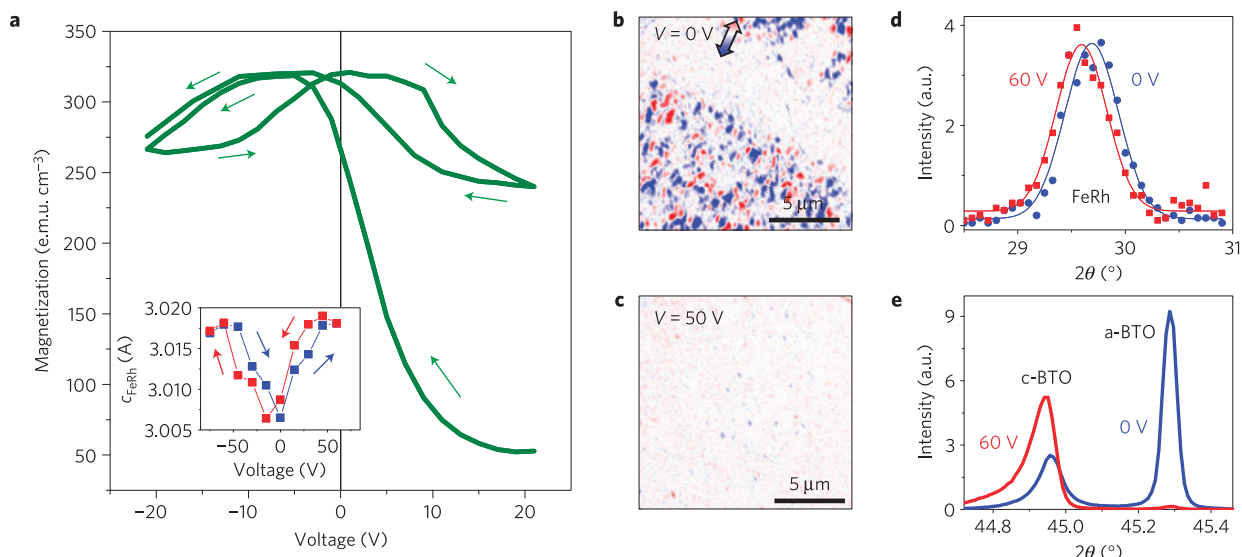 a
350
300
250
200
150
100
50
Magnetization (e.m.u. cm⁻³)
−20
−10
0
10
20
Voltage (V)
3.020
3.015
3.010
3.005
cFeRh (A)
−50
0
50
Voltage (V)
b
V = 0 V
5 μm
c
V = 50 V
5 μm
d
4
2
0
Intensity (a.u.)
60 V
0 V
FeRh
29
30
31
2θ (°)
e
9
6
3
0
Intensity (a.u.)
a-BTO
c-BTO
60 V
0 V
44.8
45.0
45.2
45.4
2θ (°)